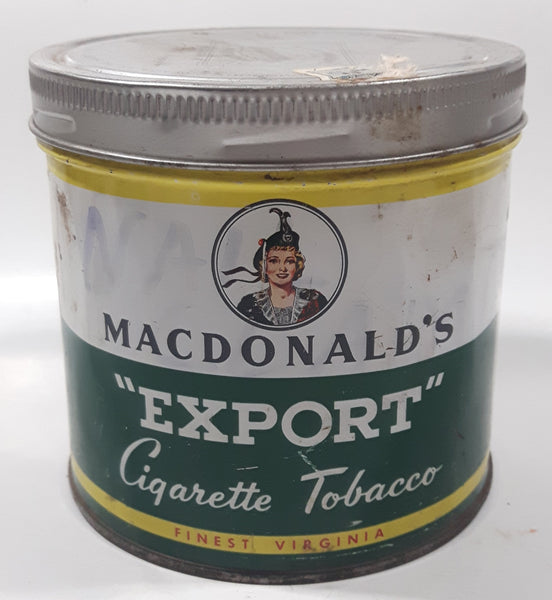 MACDONALD'S
"EXPORT"
Cigarette Tobacco
FINEST VIRGINIA